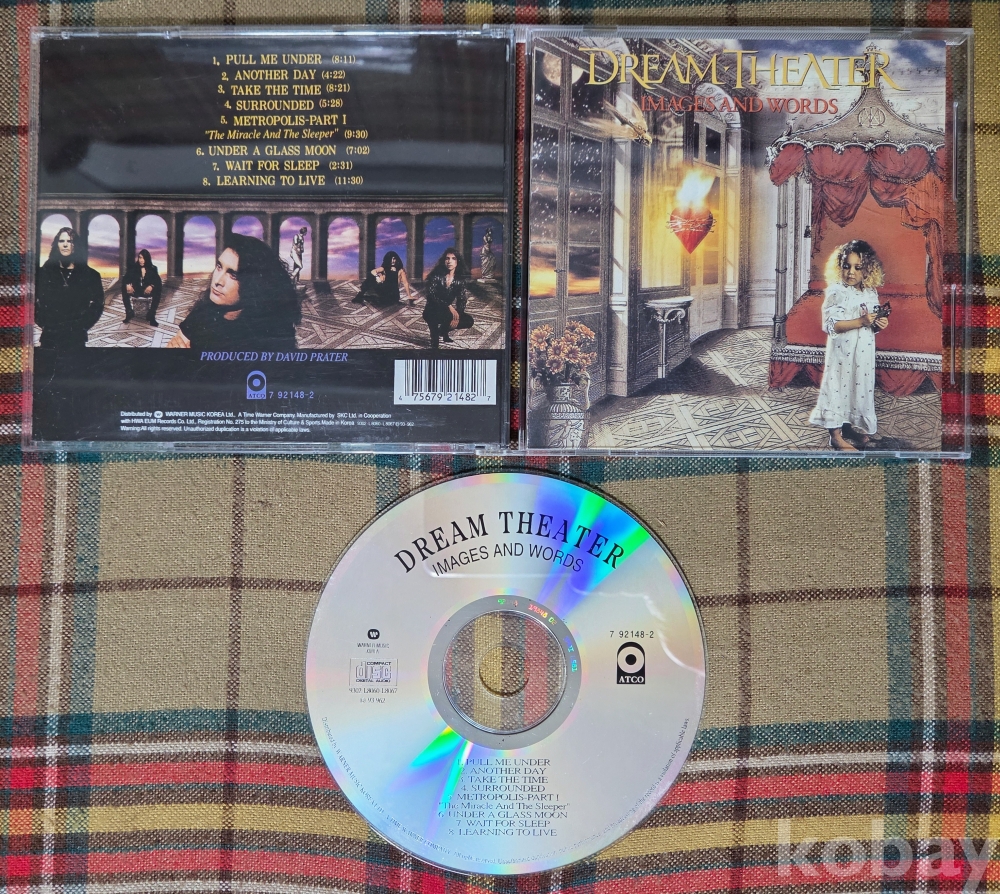 1. PULL ME UNDER (8:11)
2. ANOTHER DAY (4:22)
3. TAKE THE TIME (8:21)
4. SURROUNDED (5:28)
5. METROPOLIS-PART I
"The Miracle And The Sleeper" (9:30)
6. UNDER A GLASS MOON (7:02)
7. WAIT FOR SLEEP (2:31)
8. LEARNING TO LIVE (11:30)
PRODUCED BY DAVID PRATER
ATCO
7 92148-2
4 75679 21482 7
Distributed by WARNER MUSIC KOREA Ltd., A Time Warner Company. Manufactured by SKC Ltd. in Cooperation
with HWA EUM Records Co. Ltd., Registration No. 275 to the Ministry of Culture & Sports Made in Korea
Warning: All rights reserved. Unauthorized duplication is a violation of applicable laws.
DREAM THEATER
IMAGES AND WORDS
DREAM THEATER
IMAGES AND WORDS
WARNER MUSIC
KOREA
COMPACT
disc
DIGITAL AUDIO
7 92148-2
ATCO
1. PULL ME UNDER
2. ANOTHER DAY
3. TAKE THE TIME
4. SURROUNDED
5. METROPOLIS-PART I
"The Miracle And The Sleeper"
6. UNDER A GLASS MOON
7. WAIT FOR SLEEP
8. LEARNING TO LIVE
kobay